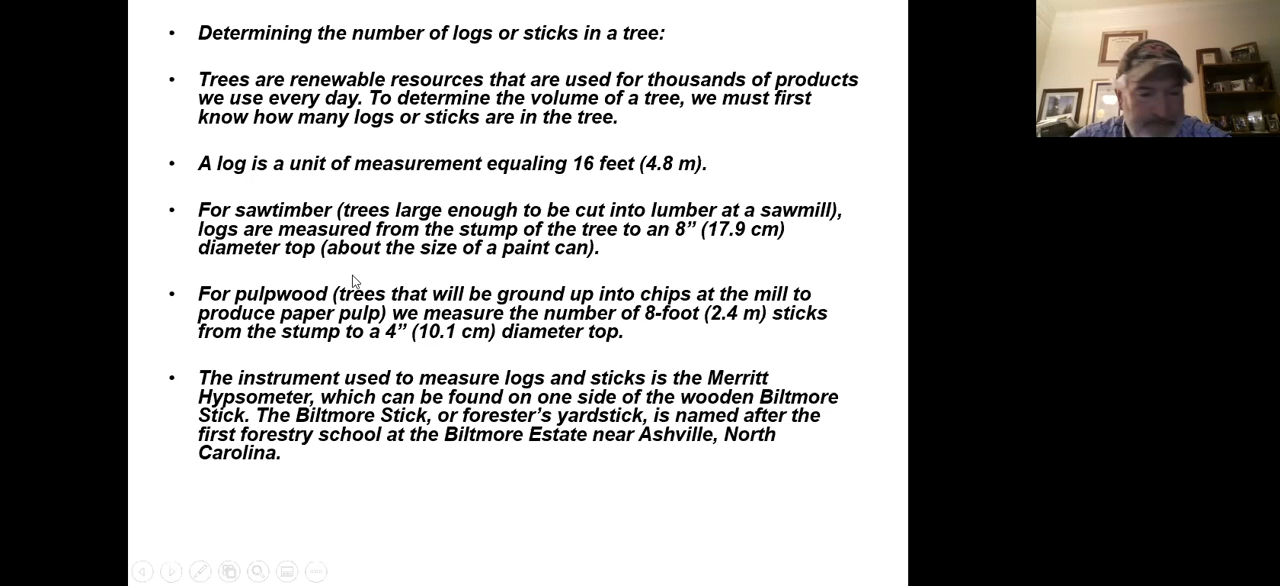 • Determining the number of logs or sticks in a tree:
• Trees are renewable resources that are used for thousands of products
we use every day. To determine the volume of a tree, we must first
know how many logs or sticks are in the tree.
• A log is a unit of measurement equaling 16 feet (4.8 m).
• For sawtimber (trees large enough to be cut into lumber at a sawmill),
logs are measured from the stump of the tree to an 8” (17.9 cm)
diameter top (about the size of a paint can).
• For pulpwood (trees that will be ground up into chips at the mill to
produce paper pulp) we measure the number of 8-foot (2.4 m) sticks
from the stump to a 4” (10.1 cm) diameter top.
• The instrument used to measure logs and sticks is the Merritt
Hypsometer, which can be found on one side of the wooden Biltmore
Stick. The Biltmore Stick, or forester’s yardstick, is named after the
first forestry school at the Biltmore Estate near Ashville, North
Carolina.